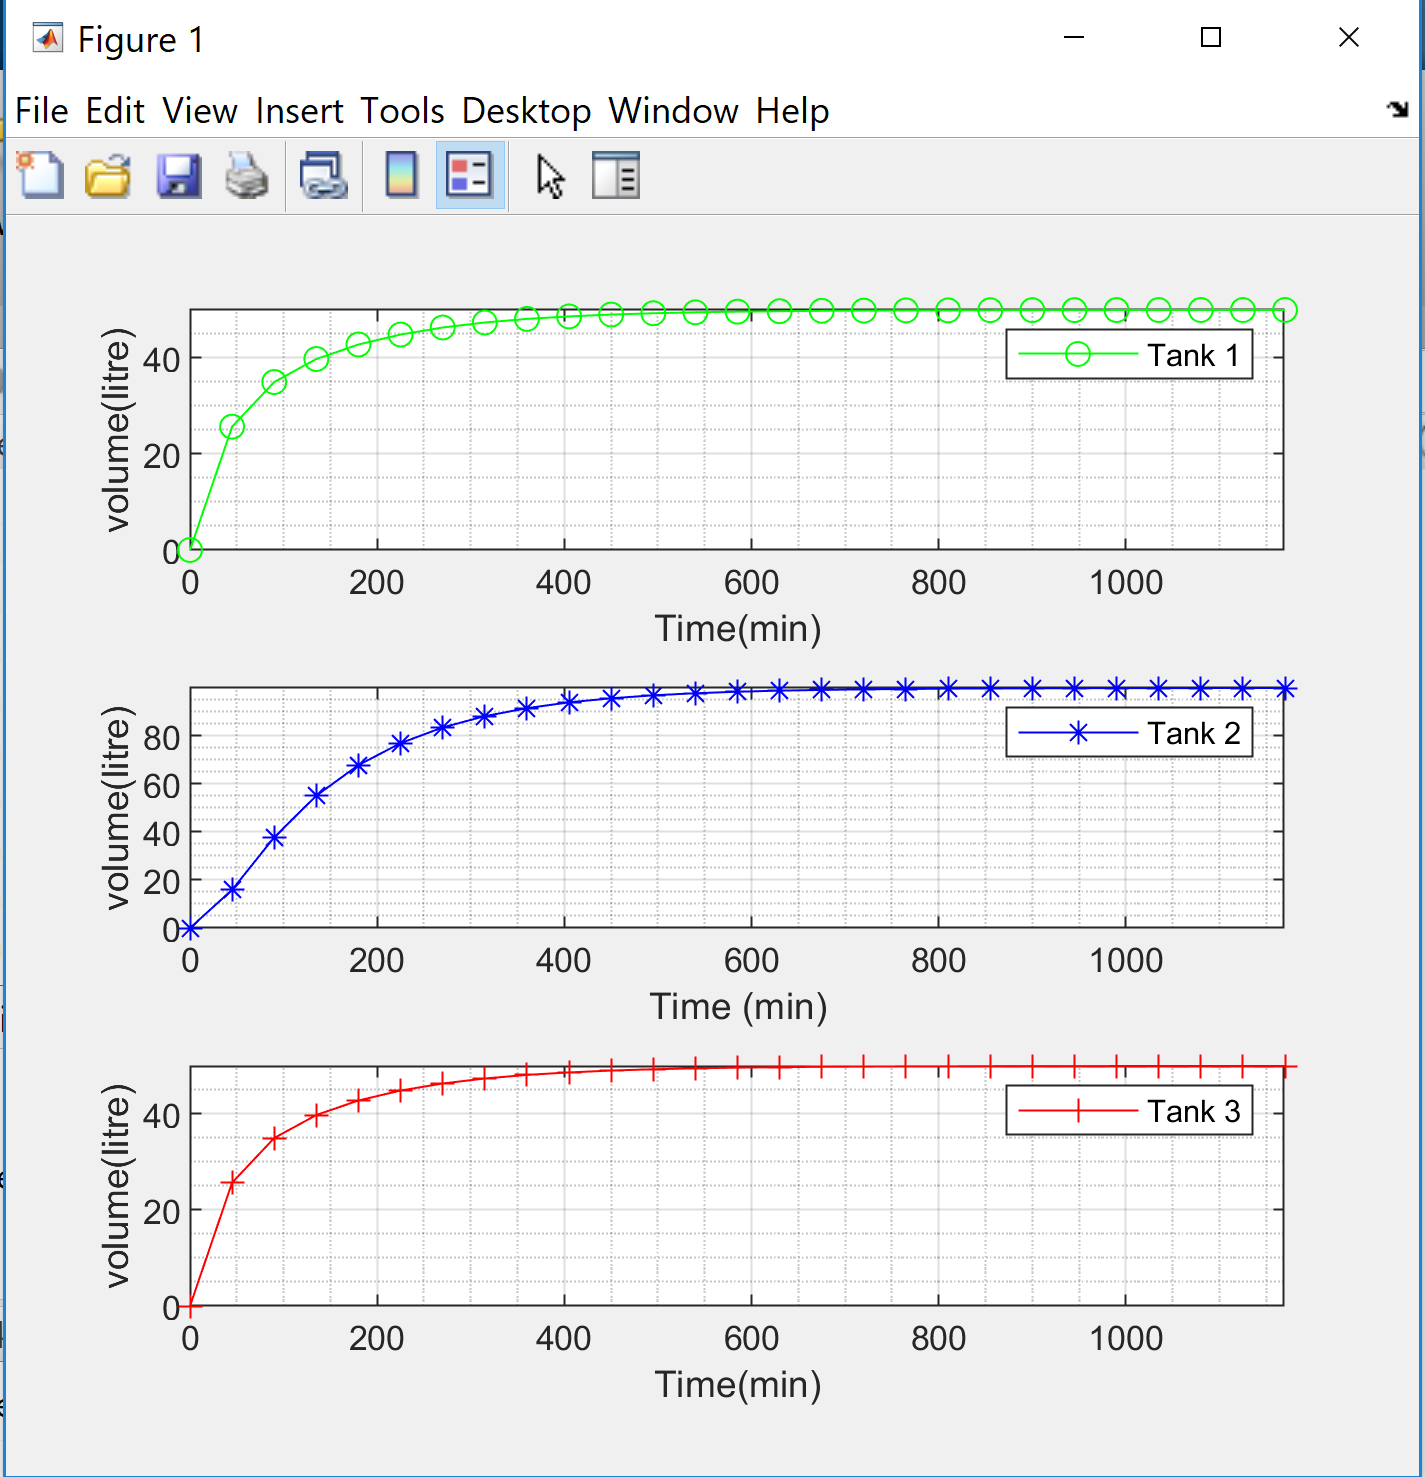 Figure 1
File Edit View Insert Tools Desktop Window Help
volume(litre)
40
20
0
Tank 1
0 200 400 600 800 1000
Time(min)
volume(litre)
80
60
40
20
0
Tank 2
0 200 400 600 800 1000
Time (min)
volume(litre)
40
20
0
Tank 3
0 200 400 600 800 1000
Time(min)